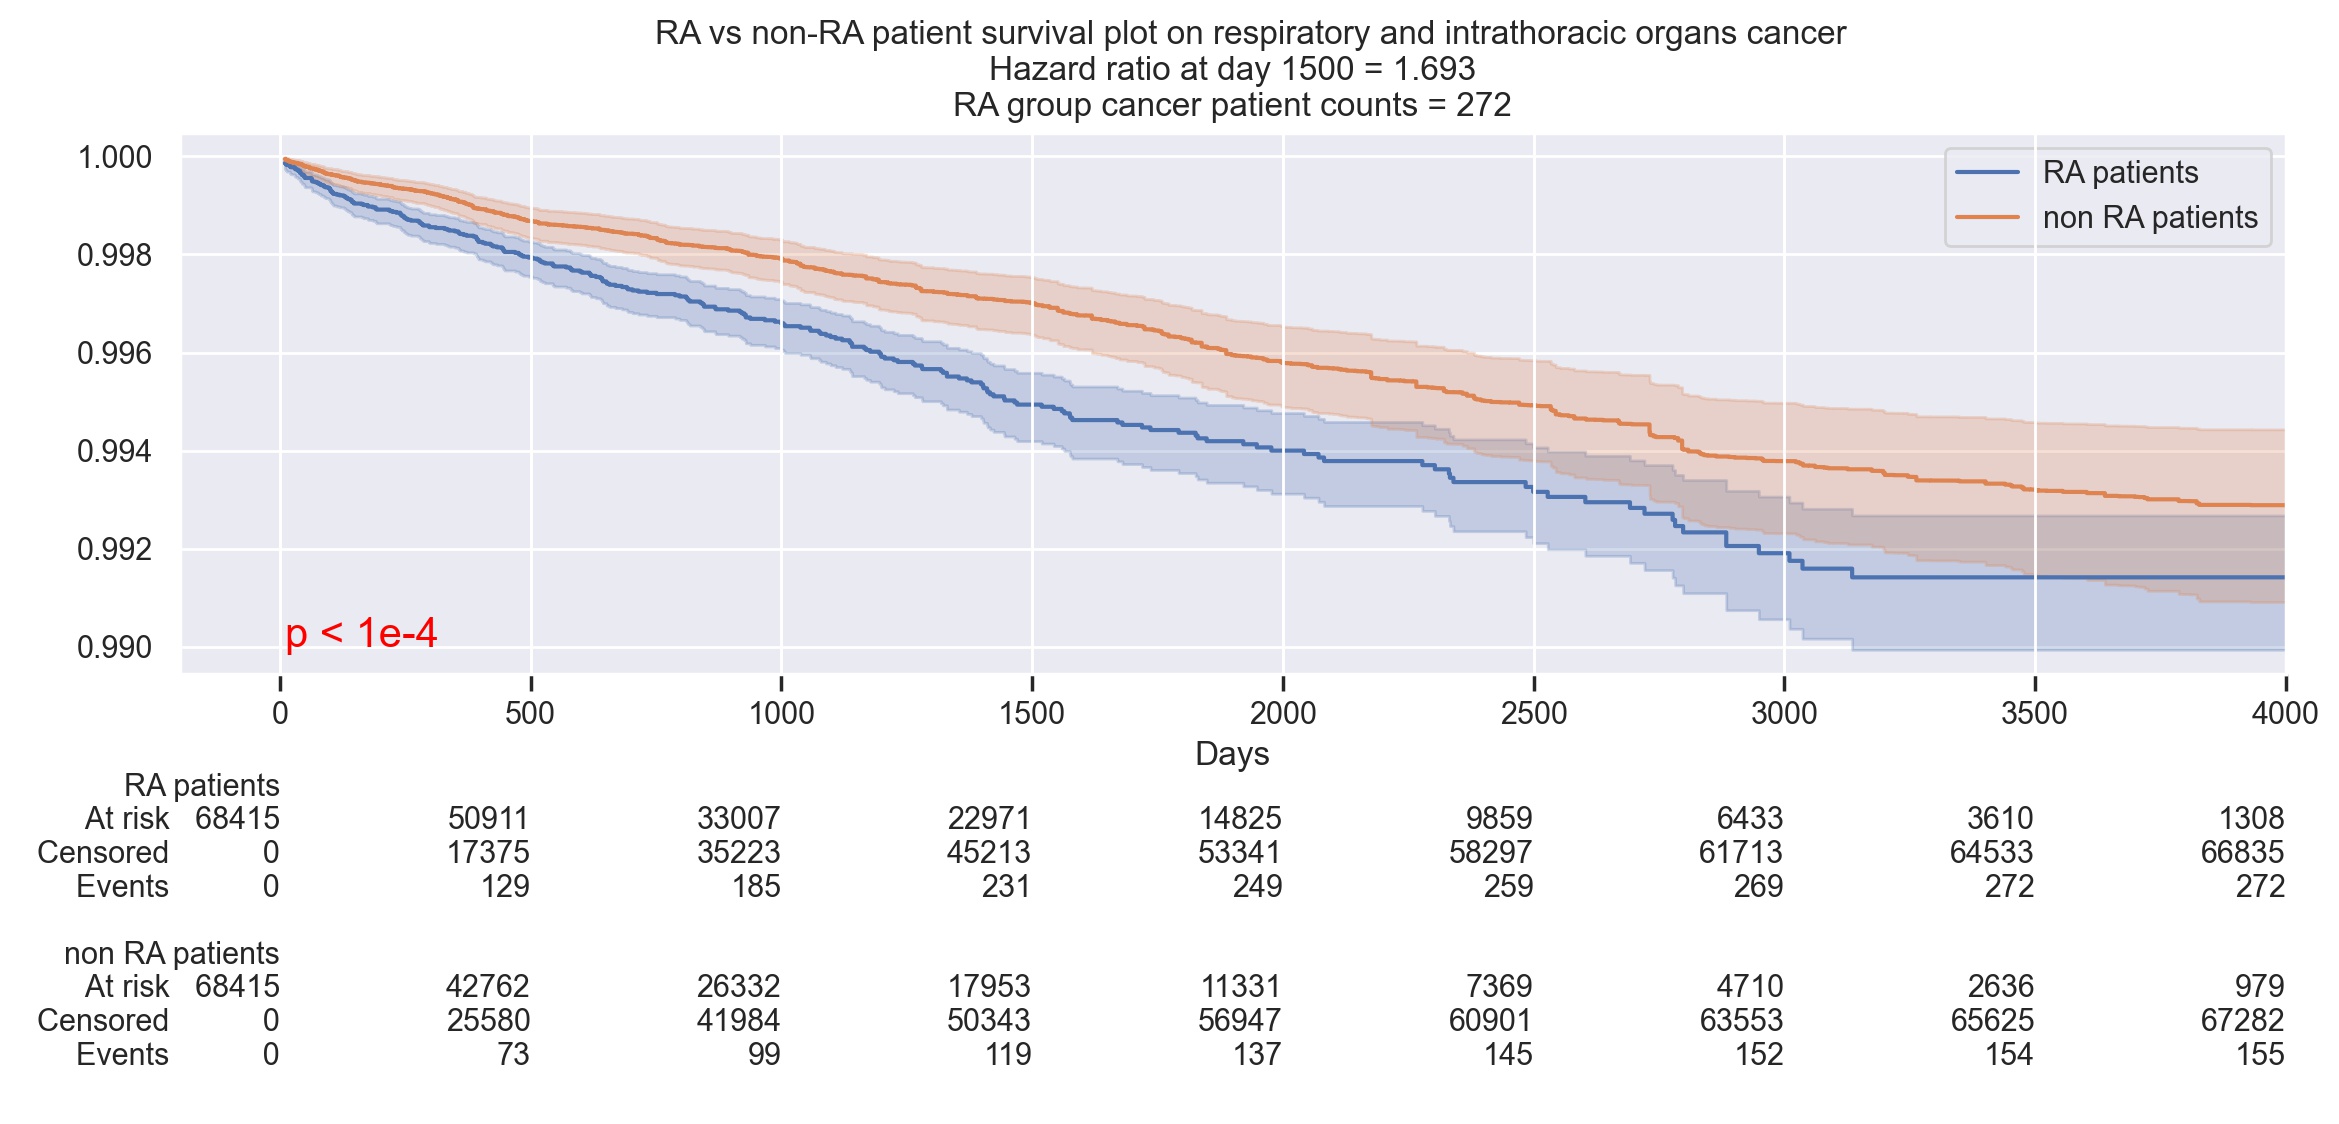 RA vs non-RA patient survival plot on respiratory and intrathoracic organs cancer
Hazard ratio at day 1500 = 1.693
RA group cancer patient counts = 272
1.000
0.998
0.996
0.994
0.992
0.990
RA patients
non RA patients
p < 1e-4
0 500 1000 1500 2000 2500 3000 3500 4000
Days
RA patients
At risk 68415 50911 33007 22971 14825 9859 6433 3610 1308
Censored 0 17375 35223 45213 53341 58297 61713 64533 66835
Events 0 129 185 231 249 259 269 272 272
non RA patients
At risk 68415 42762 26332 17953 11331 7369 4710 2636 979
Censored 0 25580 41984 50343 56947 60901 63553 65625 67282
Events 0 73 99 119 137 145 152 154 155